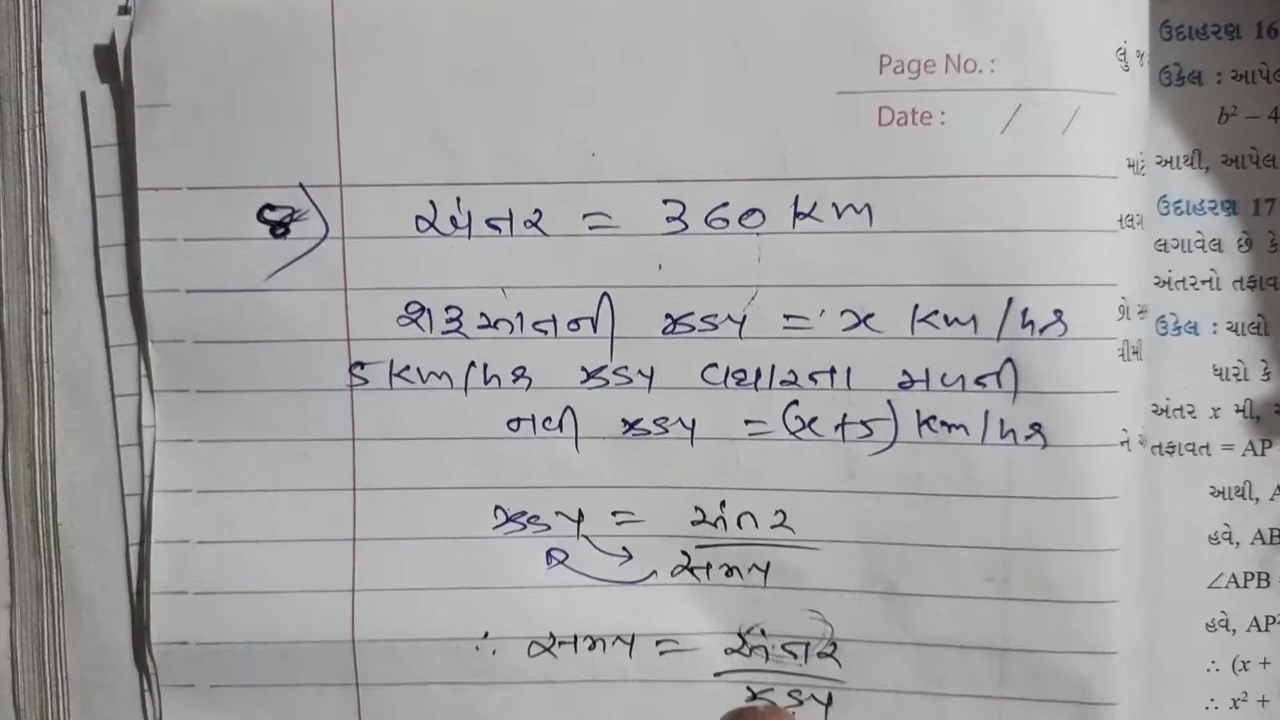 Page No. :
Date : / /
8)
અંતર = 360 km
શરૂઆતની ઝડપ = x km/hr
5 km/hr ઝડપ વધારતા મળતી
નવી ઝડપ = (x+5) km/hr
ઝડપ = અંતર
સમય
∴ સમય = અંતર
ઝડપ
ઉદાહરણ 16
ઉકેલ : આપેલ
b² – 4
માટે આથી, આપેલ
ઉદાહરણ 17
લગાવેલ છે કે
અંતરનો તફાવ
ઉકેલ : ચાલો
ધારો કે
અંતર x મી,
તફાવત = AP
આથી, A
હવે, AB
∠APB
હવે, AP²
∴ (x +
∴ x² +